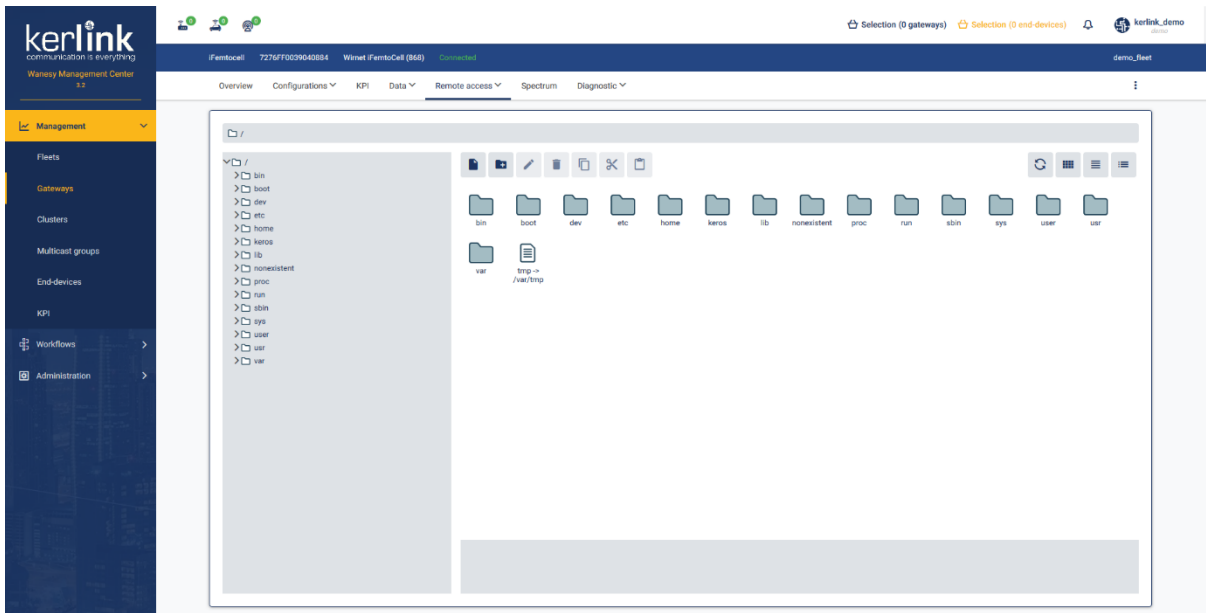 kerlink
communication is everything
Wanesy Management Center
3.2
0 0 0
Selection (0 gateways) Selection (0 end-devices) kerlink_demo
demo
iFemtocell 7276FF0039040884 Wirnet iFemtoCell (868) Connected demo_fleet
Overview Configurations KPI Data Remote access Spectrum Diagnostic
Management
Fleets
Gateways
Clusters
Multicast groups
End-devices
KPI
Workflows
Administration
/
/
bin
boot
dev
etc
home
keros
lib
nonexistent
proc
run
sbin
sys
user
usr
var
bin boot dev etc home keros lib nonexistent proc run sbin sys user usr
var tmp ->
/var/tmp